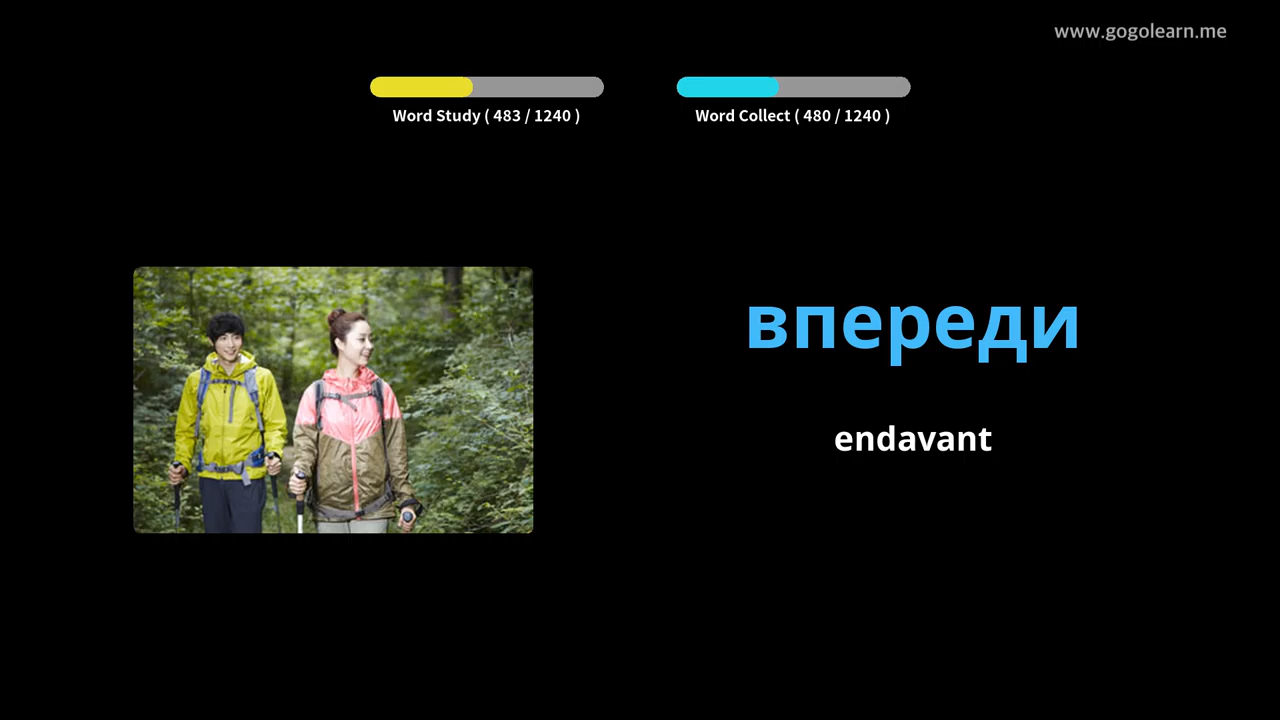 www.gogolearn.me
Word Study ( 483 / 1240 )
Word Collect ( 480 / 1240 )
впереди
endavant